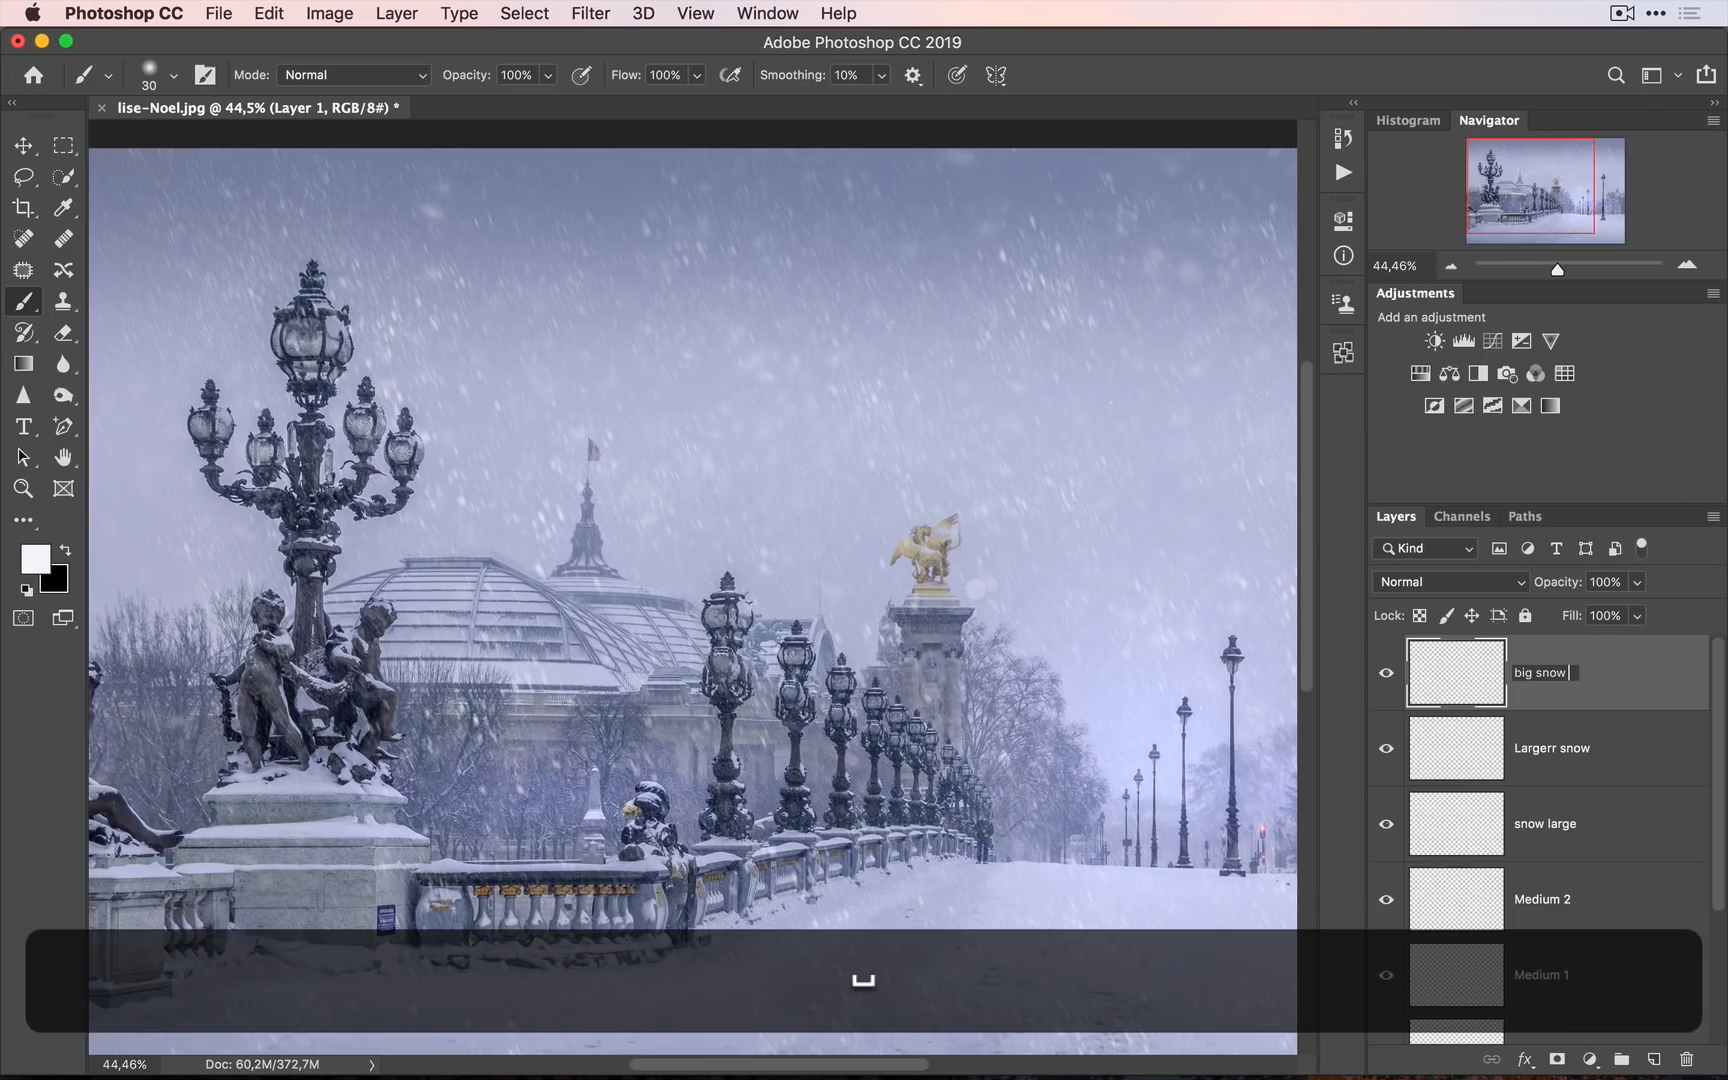 Photoshop CC File Edit Image Layer Type Select Filter 3D View Window Help
Adobe Photoshop CC 2019
30 Mode: Normal Opacity: 100% Flow: 100% Smoothing: 10%
lise-Noel.jpg @ 44,5% (Layer 1, RGB/8#) *
Histogram Navigator
44,46%
Adjustments
Add an adjustment
Layers Channels Paths
Kind
Normal Opacity: 100%
Lock: Fill: 100%
big snow
Largerr snow
snow large
Medium 2
Medium 1
44,46% Doc: 60,2M/372,7M